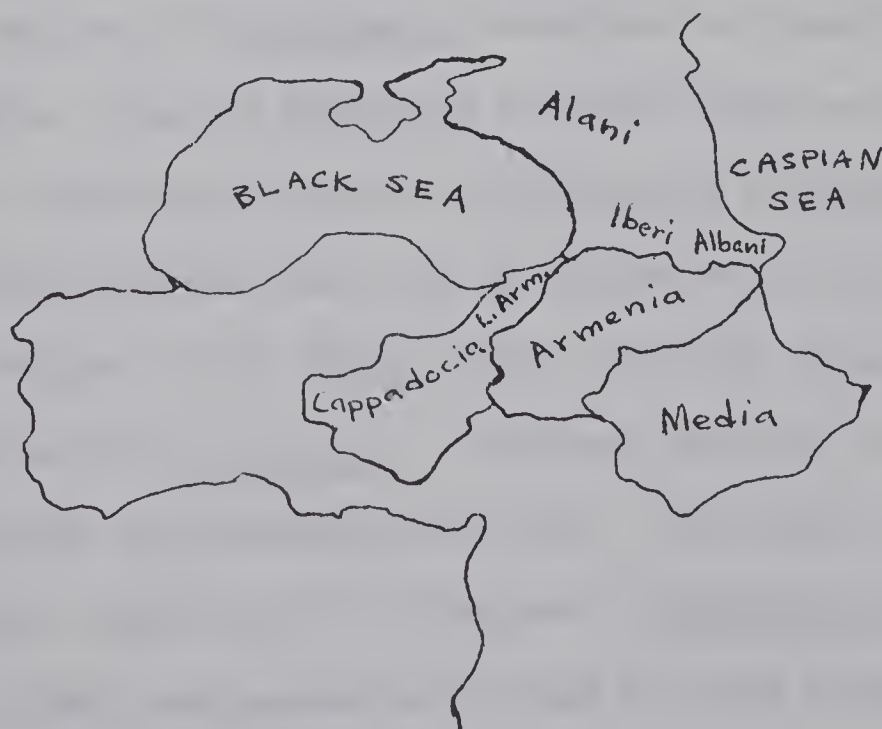 Alani
CASPIAN
SEA
BLACK SEA
Iberi
Albani
L. Arm.
Armenia
Cappadocia
Media